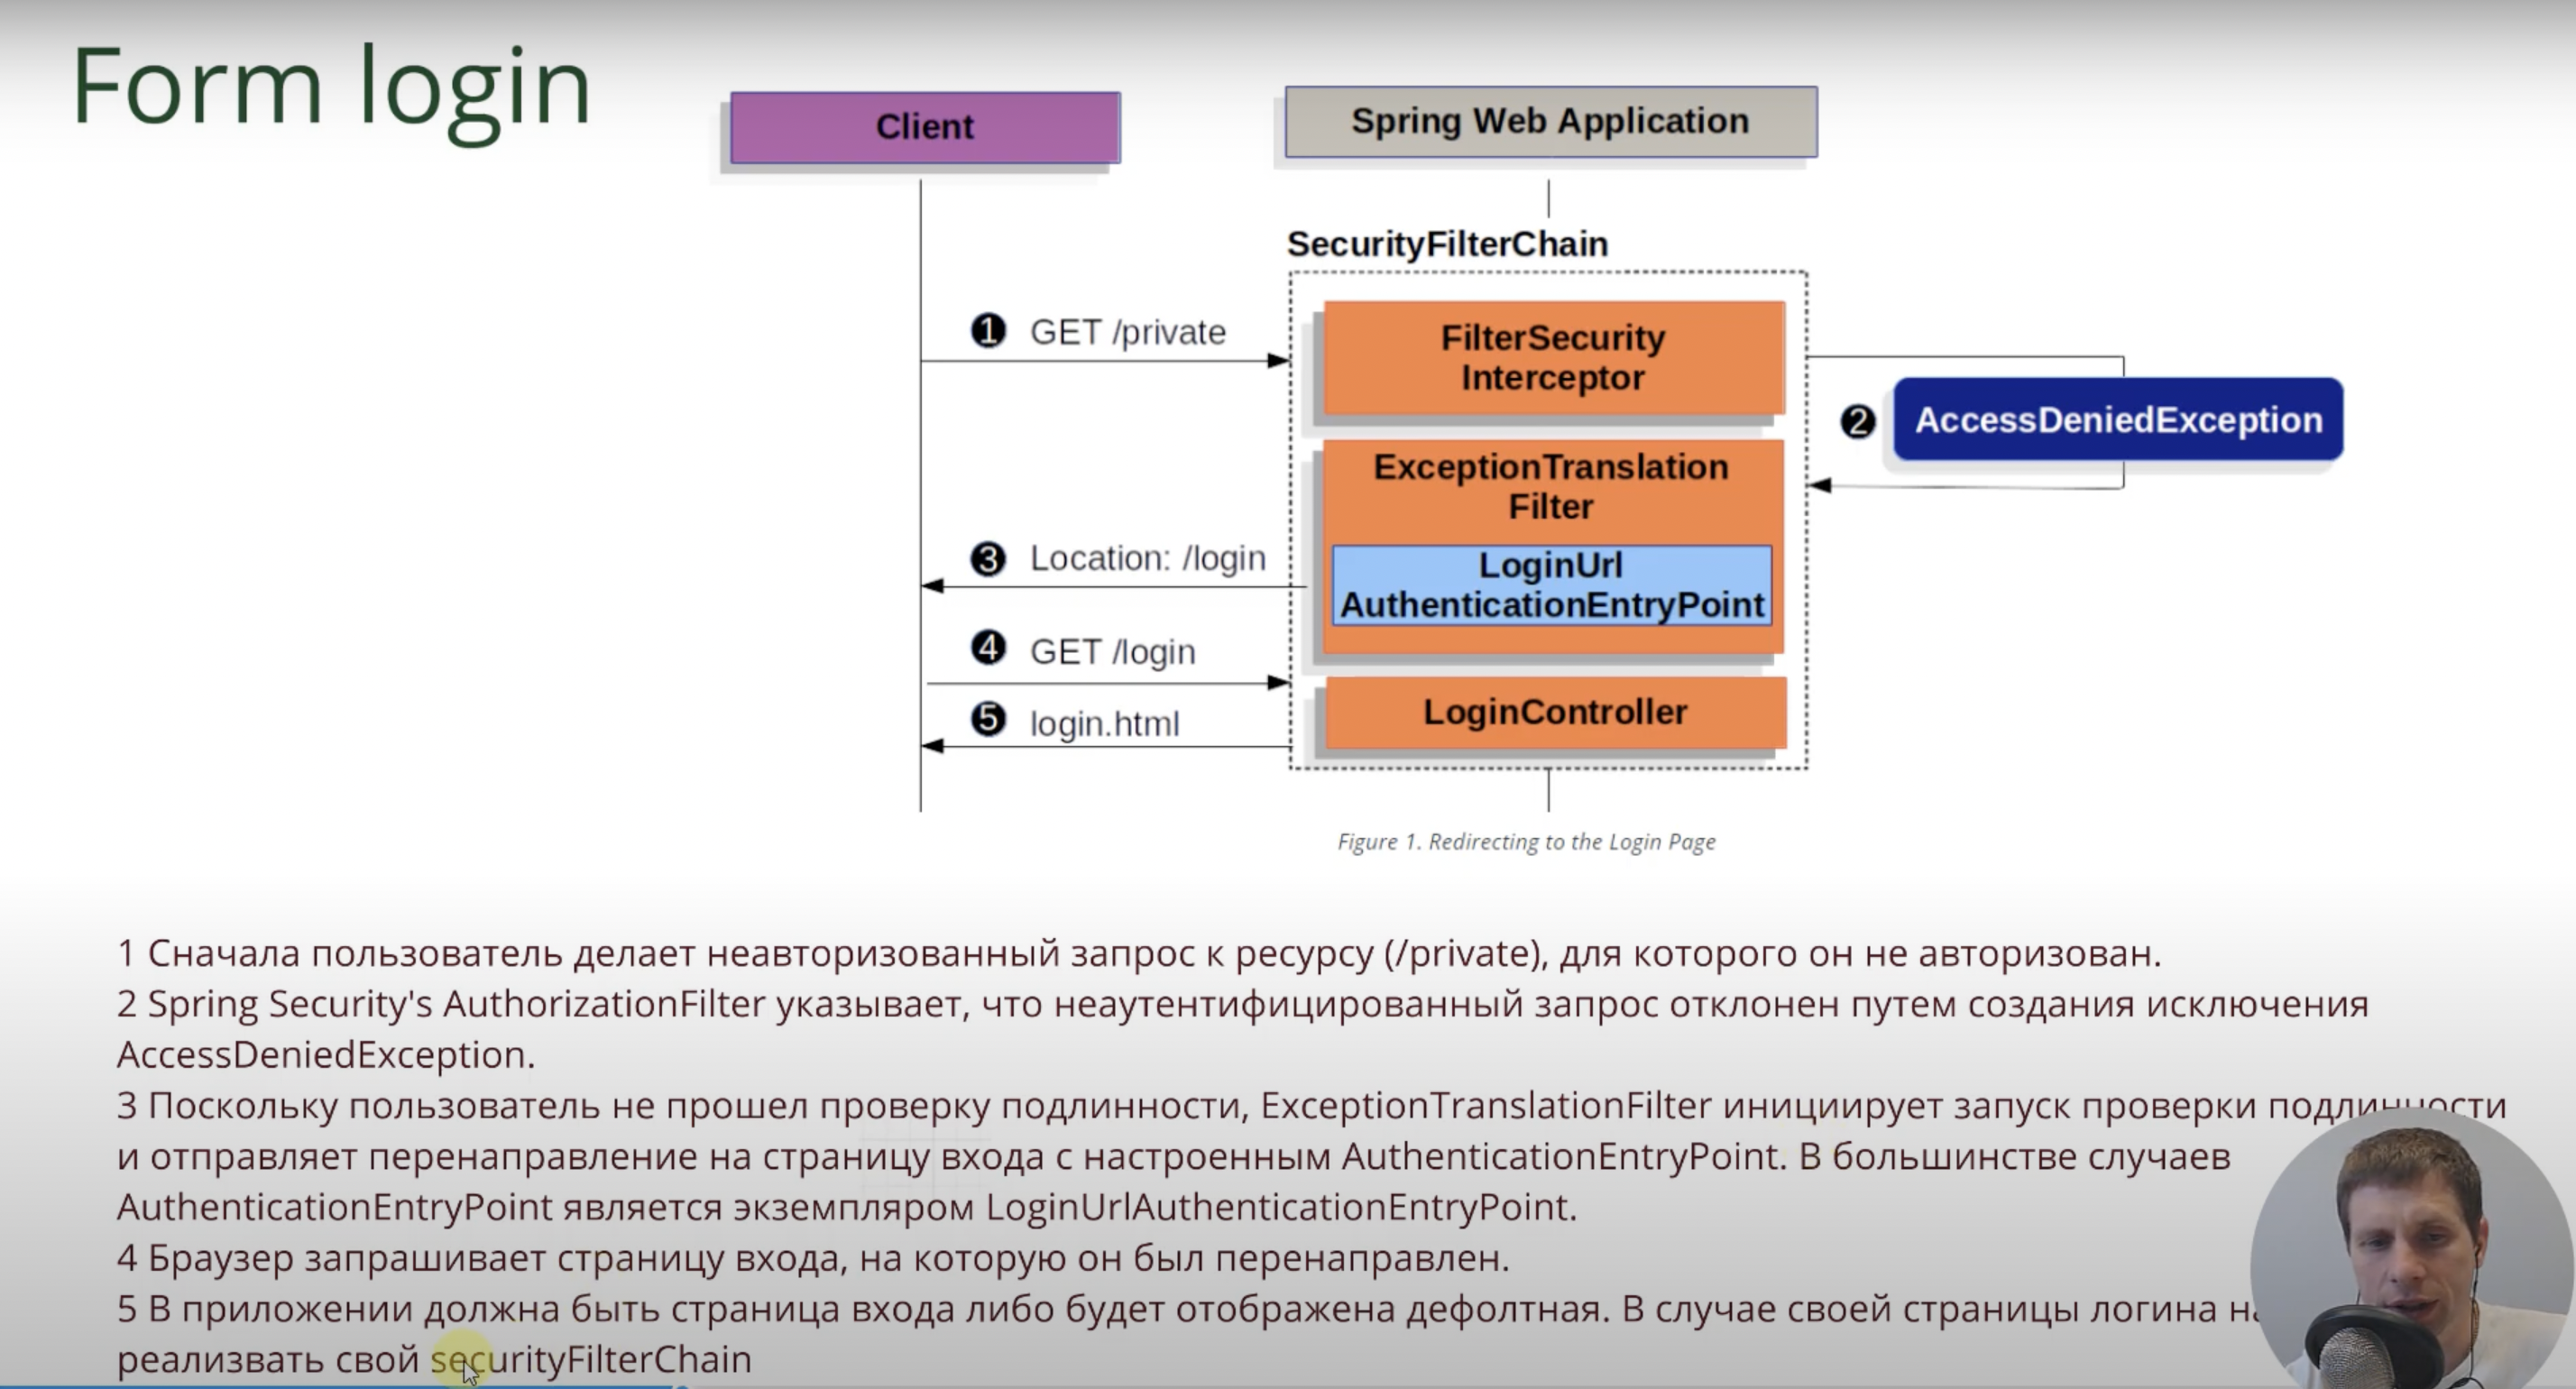 Form login
Client
Spring Web Application
SecurityFilterChain
1 GET /private
FilterSecurity
Interceptor
2 AccessDeniedException
ExceptionTranslation
Filter
3 Location: /login
LoginUrl
AuthenticationEntryPoint
4 GET /login
5 login.html
LoginController
Figure 1. Redirecting to the Login Page
1 Сначала пользователь делает неавторизованный запрос к ресурсу (/private), для которого он не авторизован.
2 Spring Security's AuthorizationFilter указывает, что неаутентифицированный запрос отклонен путем создания исключения
AccessDeniedException.
3 Поскольку пользователь не прошел проверку подлинности, ExceptionTranslationFilter инициирует запуск проверки подлинности
и отправляет перенаправление на страницу входа с настроенным AuthenticationEntryPoint. В большинстве случаев
AuthenticationEntryPoint является экземпляром LoginUrlAuthenticationEntryPoint.
4 Браузер запрашивает страницу входа, на которую он был перенаправлен.
5 В приложении должна быть страница входа либо будет отображена дефолтная. В случае своей страницы логина
реализвать свой securityFilterChain